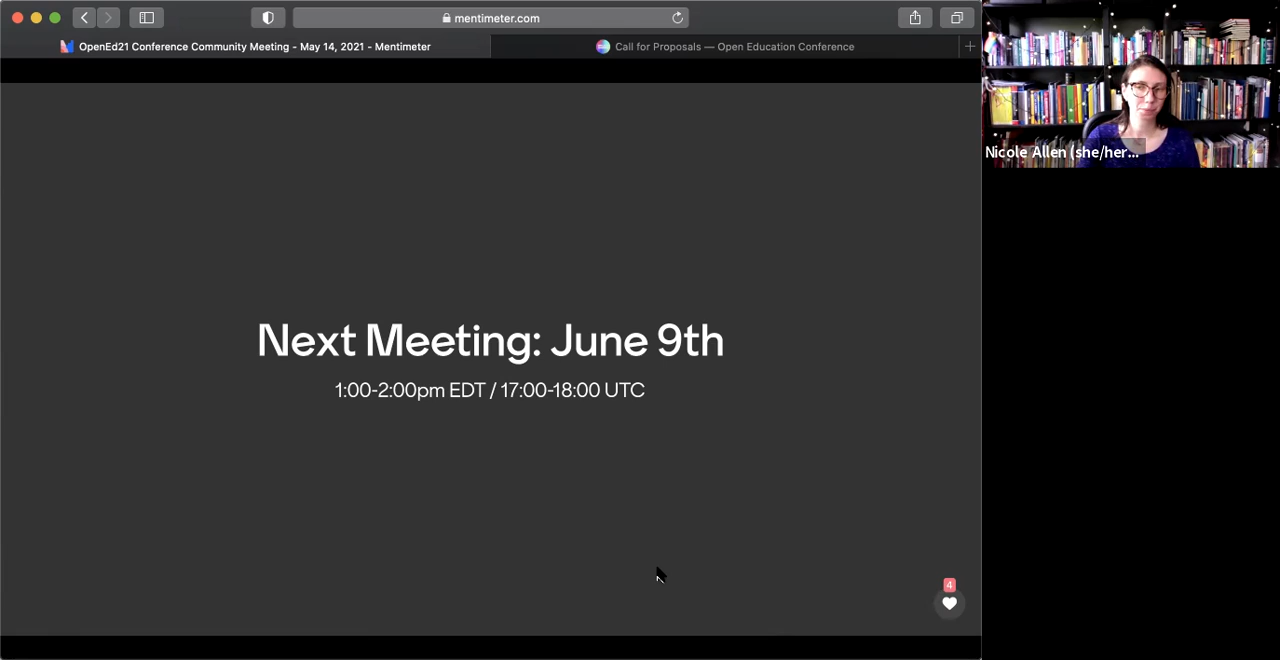 mentimeter.com
OpenEd21 Conference Community Meeting - May 14, 2021 - Mentimeter
Call for Proposals — Open Education Conference
Nicole Allen (she/her...
Next Meeting: June 9th
1:00-2:00pm EDT / 17:00-18:00 UTC
4